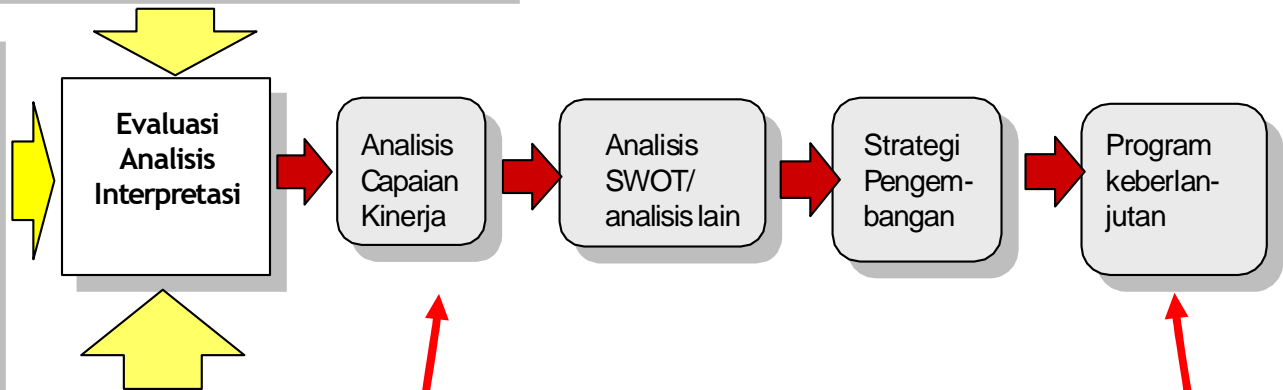 Evaluasi
Analisis
Interpretasi
Analisis
Capaian
Kinerja
Analisis
SWOT/
analisis lain
Strategi
Pengem-
bangan
Program
keberlan-
jutan